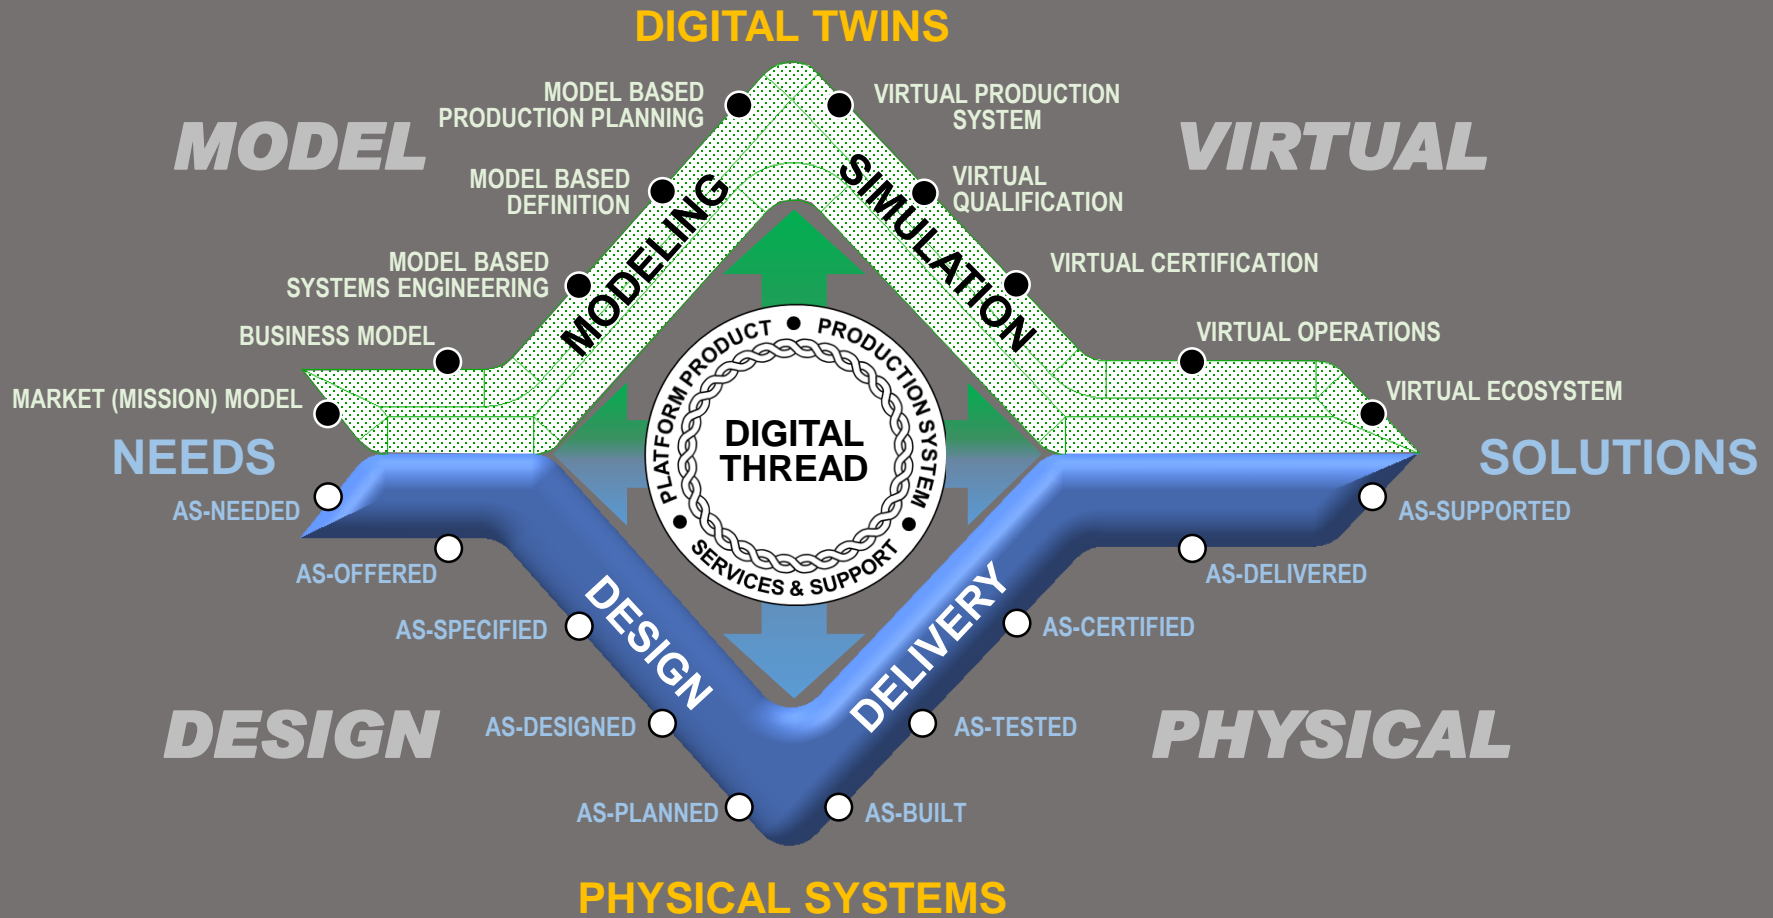 DIGITAL TWINS
MODEL BASED
PRODUCTION PLANNING
VIRTUAL PRODUCTION
SYSTEM
MODEL
VIRTUAL
MODEL BASED
DEFINITION
VIRTUAL
QUALIFICATION
MODELING
SIMULATION
MODEL BASED
SYSTEMS ENGINEERING
VIRTUAL CERTIFICATION
BUSINESS MODEL
VIRTUAL OPERATIONS
MARKET (MISSION) MODEL
VIRTUAL ECOSYSTEM
PLATFORM PRODUCT • PRODUCTION SYSTEM • SERVICES & SUPPORT •
DIGITAL
THREAD
NEEDS
SOLUTIONS
AS-NEEDED
AS-SUPPORTED
AS-OFFERED
AS-DELIVERED
AS-SPECIFIED
AS-CERTIFIED
DESIGN
DELIVERY
DESIGN
PHYSICAL
AS-DESIGNED
AS-TESTED
AS-PLANNED
AS-BUILT
PHYSICAL SYSTEMS